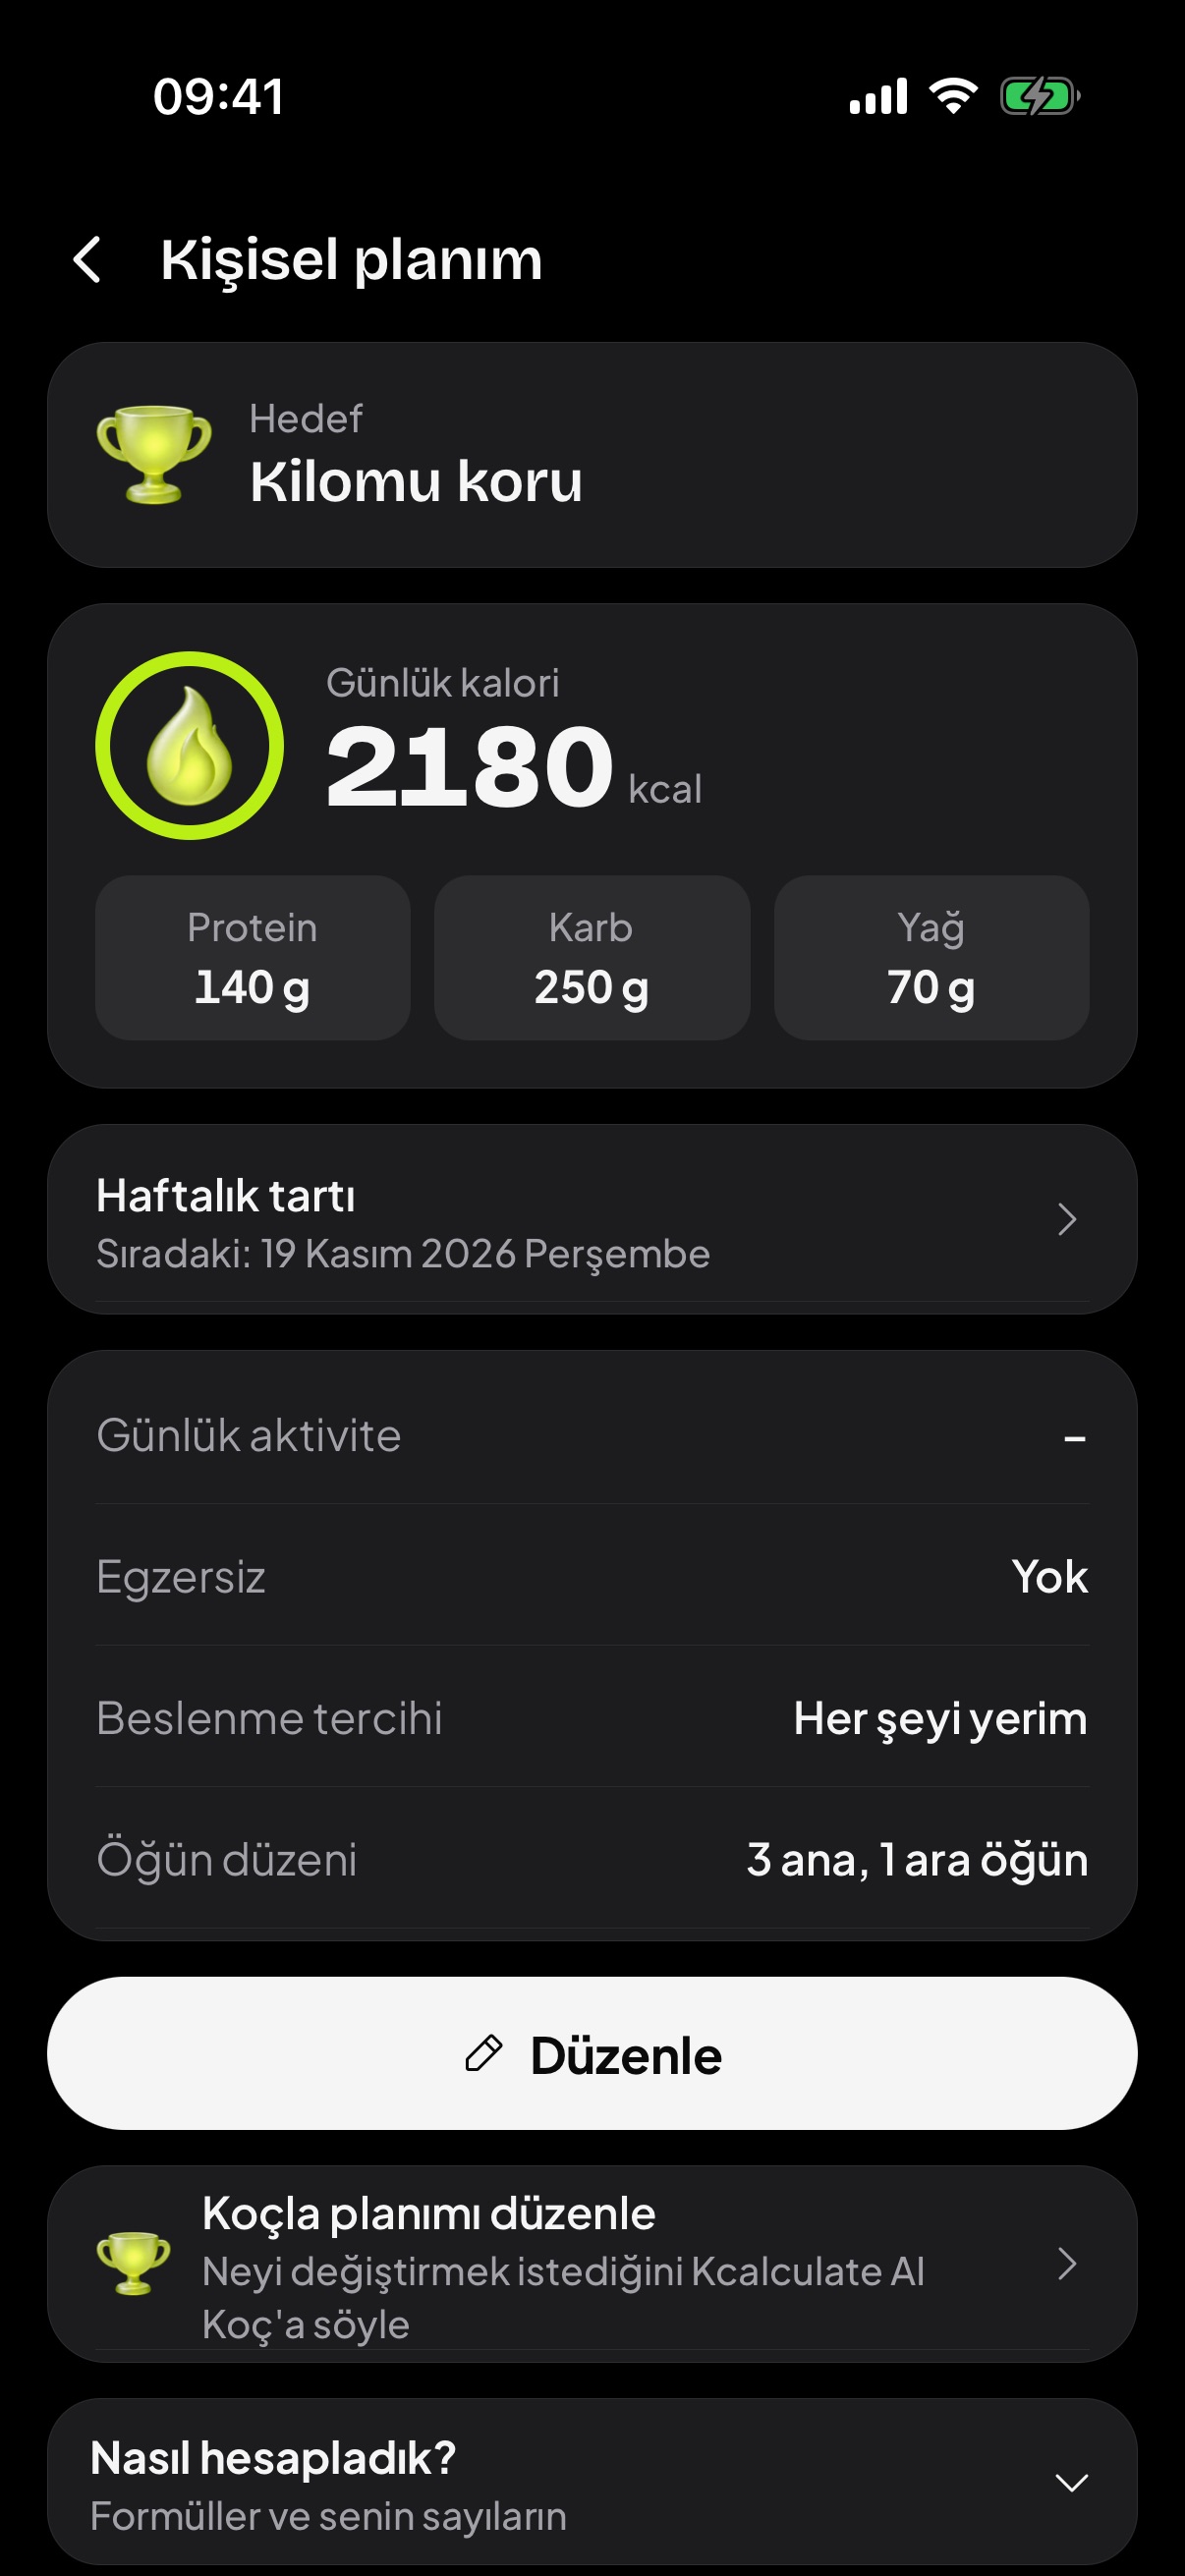 09:41
Kişisel planım
Hedef
Kilomu koru
Günlük kalori
2180 kcal
Protein
140 g
Karb
250 g
Yağ
70 g
Haftalık tartı
Sıradaki: 19 Kasım 2026 Perşembe
Günlük aktivite –
Egzersiz Yok
Beslenme tercihi Her şeyi yerim
Öğün düzeni 3 ana, 1 ara öğün
Düzenle
Koçla planımı düzenle
Neyi değiştirmek istediğini Kcalculate AI
Koç'a söyle
Nasıl hesapladık?
Formüller ve senin sayıların